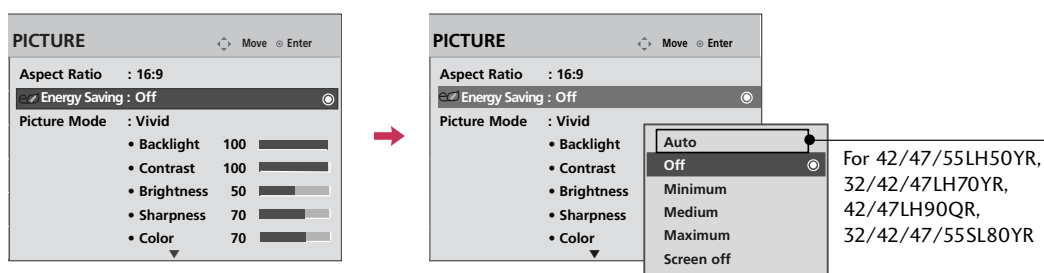 PICTURE
Move ⊙ Enter
Aspect Ratio : 16:9
Energy Saving : Off
Picture Mode : Vivid
• Backlight 100
• Contrast 100
• Brightness 50
• Sharpness 70
• Color 70
PICTURE
Move ⊙ Enter
Aspect Ratio : 16:9
Energy Saving : Off
Picture Mode : Vivid
• Backlight
• Contrast
• Brightness
• Sharpness
• Color
Auto
Off
Minimum
Medium
Maximum
Screen off
For 42/47/55LH50YR,
32/42/47LH70YR,
42/47LH90QR,
32/42/47/55SL80YR